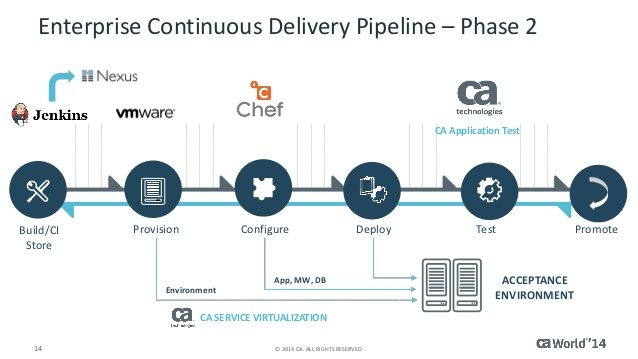 Enterprise Continuous Delivery Pipeline – Phase 2
Nexus
Jenkins
vmware®
Chef
ca
technologies
CA Application Test
Build/CI
Store
Provision
Configure
Deploy
Test
Promote
Environment
App, MW, DB
ACCEPTANCE
ENVIRONMENT
ca
technologies
CA SERVICE VIRTUALIZATION
14
© 2014 CA. ALL RIGHTS RESERVED.
ca World℠'14